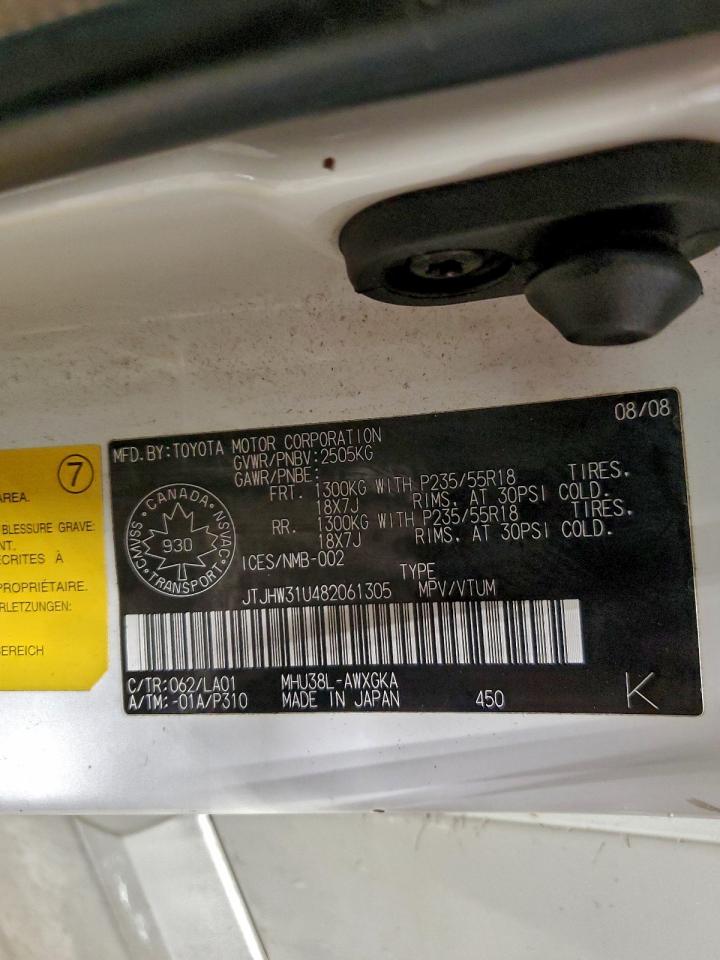 08/08
MFD. BY: TOYOTA MOTOR CORPORATION
GVWR/PNBV: 2505KG
GAWR/PNBE:
FRT. 1300KG WITH P235/55R18 TIRES.
18X7J RIMS. AT 30PSI COLD.
RR. 1300KG WITH P235/55R18 TIRES.
18X7J RIMS. AT 30PSI COLD.
CANADA
CMVSS · NSVAC
930
TRANSPORT
ICES/NMB-002
TYPE
JTJHW31U482061305 MPV/VTUM
C/TR: 062/LA01 MHU38L-AWXGKA
A/TM: -01A/P310 MADE IN JAPAN 450 K
7
AREA.
BLESSURE GRAVE:
NT.
ECRITES À
PROPRIÉTAIRE.
ERLETZUNGEN:
BEREICH